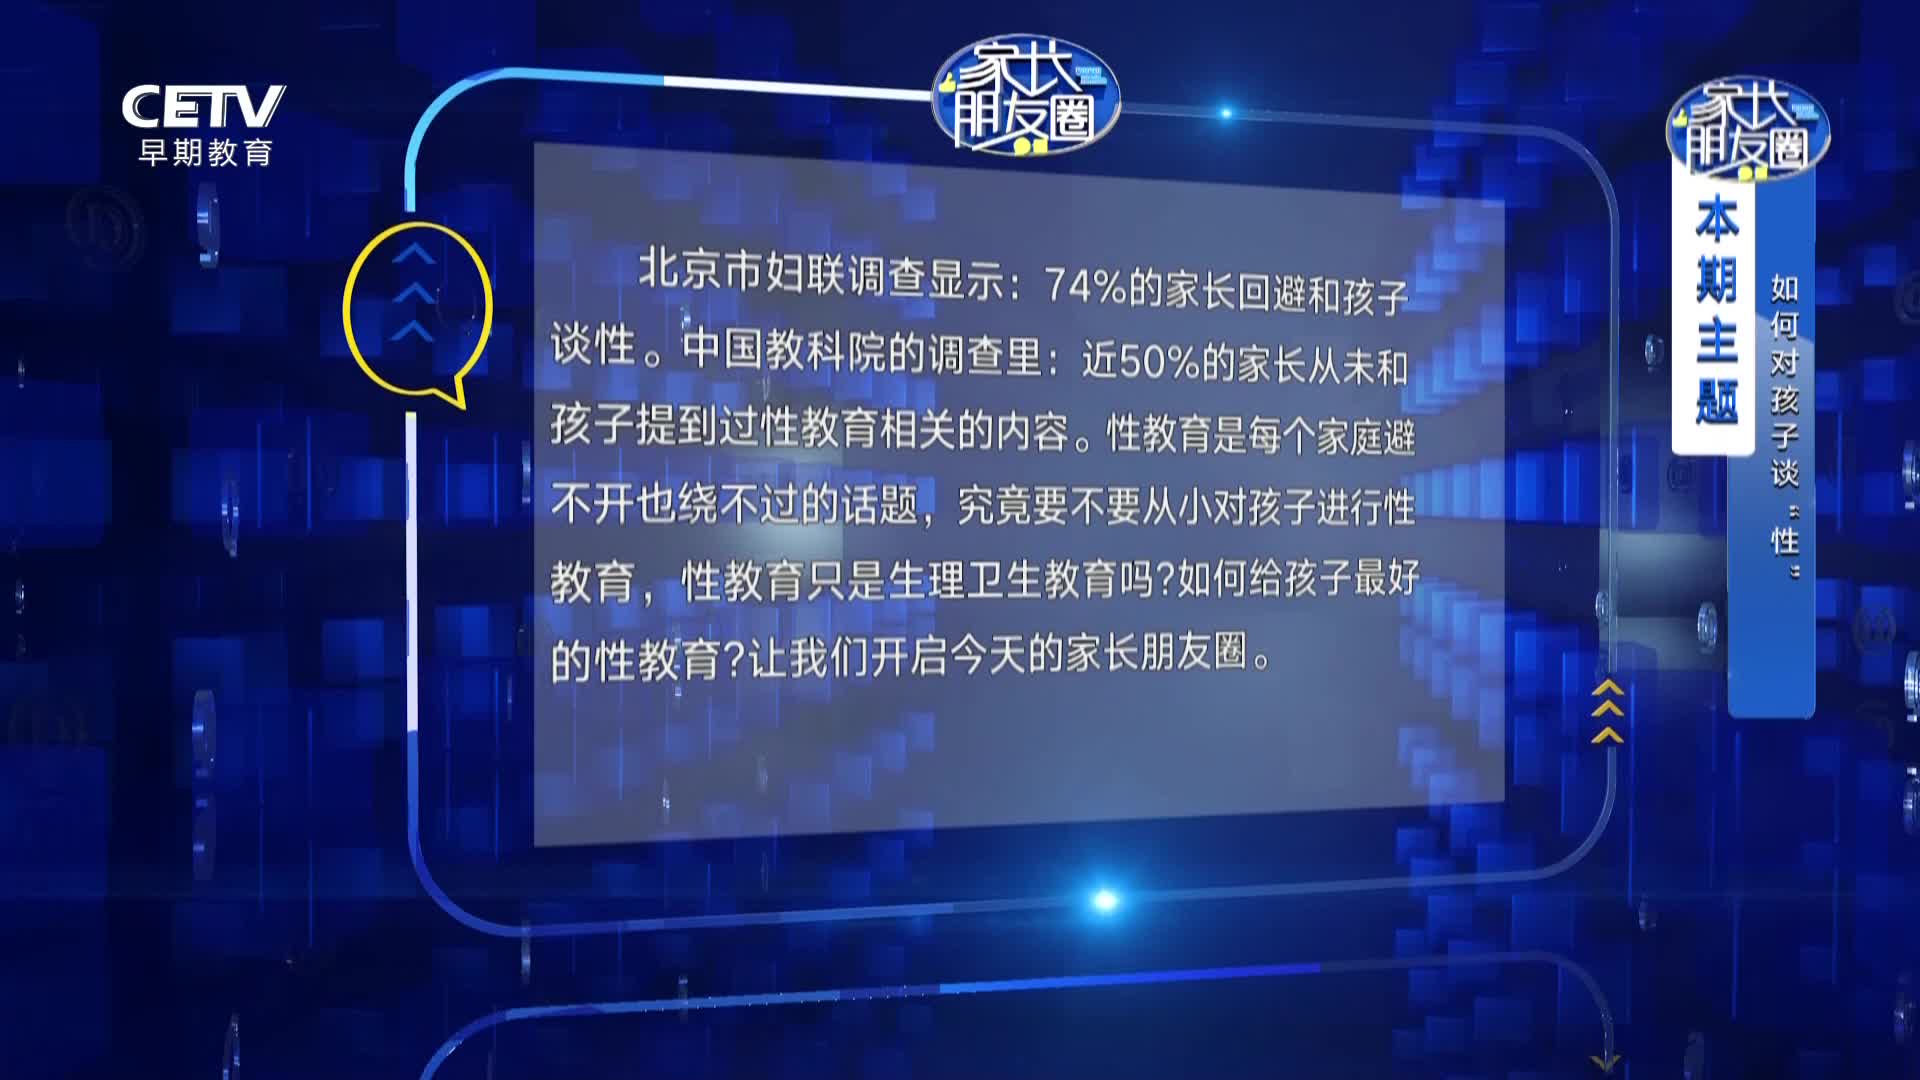 CETV
早期教育
家长
朋友圈
北京市妇联调查显示：74%的家长回避和孩子
谈性。中国教科院的调查里：近50%的家长从未和
孩子提到过性教育相关的内容。性教育是每个家庭避
不开也绕不过的话题，究竟要不要从小对孩子进行性
教育，性教育只是生理卫生教育吗?如何给孩子最好
的性教育?让我们开启今天的家长朋友圈。
家长
朋友圈
本期主题
如何对孩子谈“性”